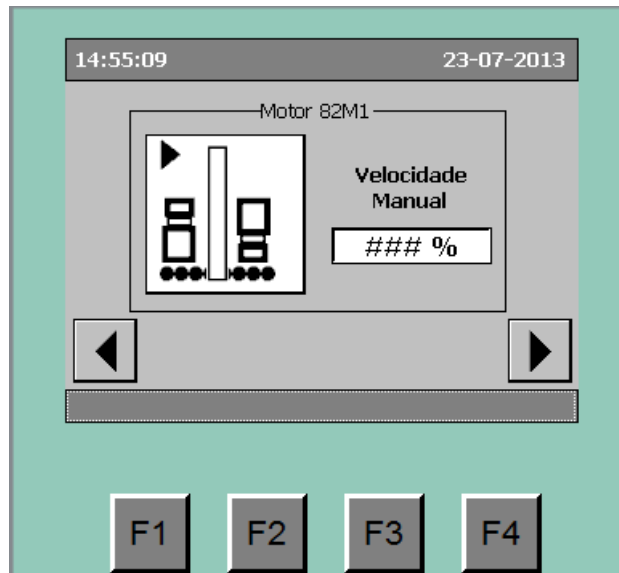 14:55:09 23-07-2013
Motor 82M1
Velocidade
Manual
### %
F1 F2 F3 F4